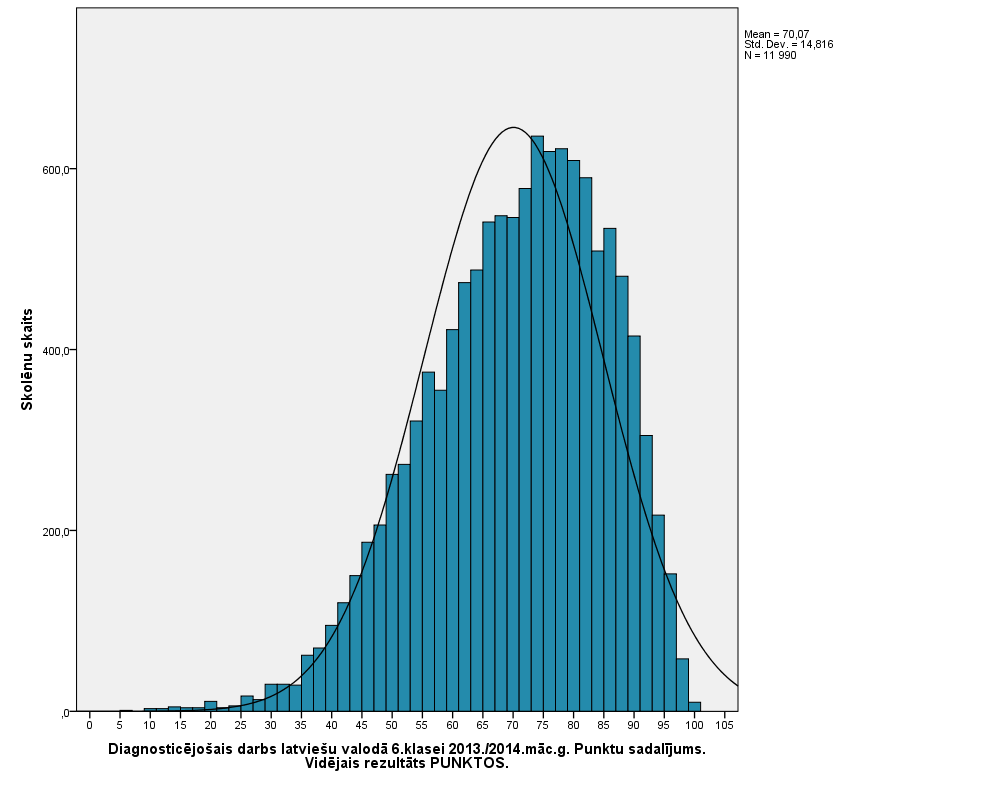 Mean = 70,07
Std. Dev. = 14,816
N = 11 990
600,0
400,0
200,0
,0
Skolēnu skaits
0 5 10 15 20 25 30 35 40 45 50 55 60 65 70 75 80 85 90 95 100 105
Diagnosticējošais darbs latviešu valodā 6.klasei 2013./2014.māc.g. Punktu sadalījums.
Vidējais rezultāts PUNKTOS.